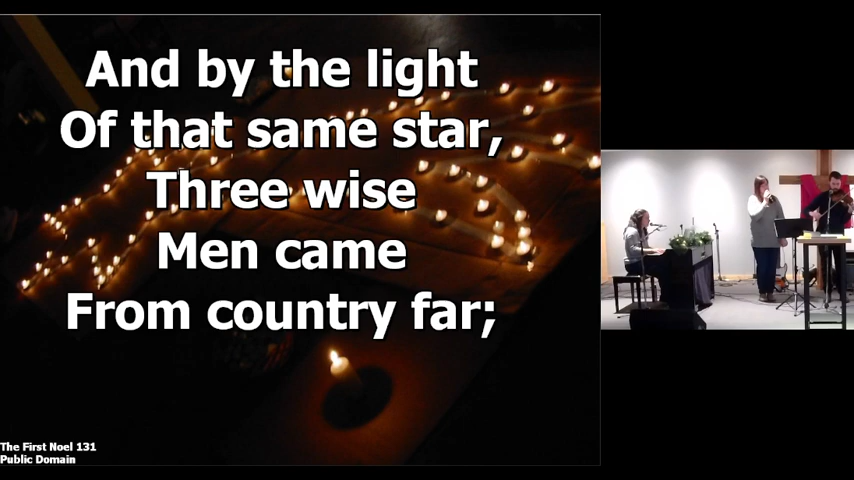 And by the light
Of that same star,
Three wise
Men came
From country far;
The First Noel 131
Public Domain